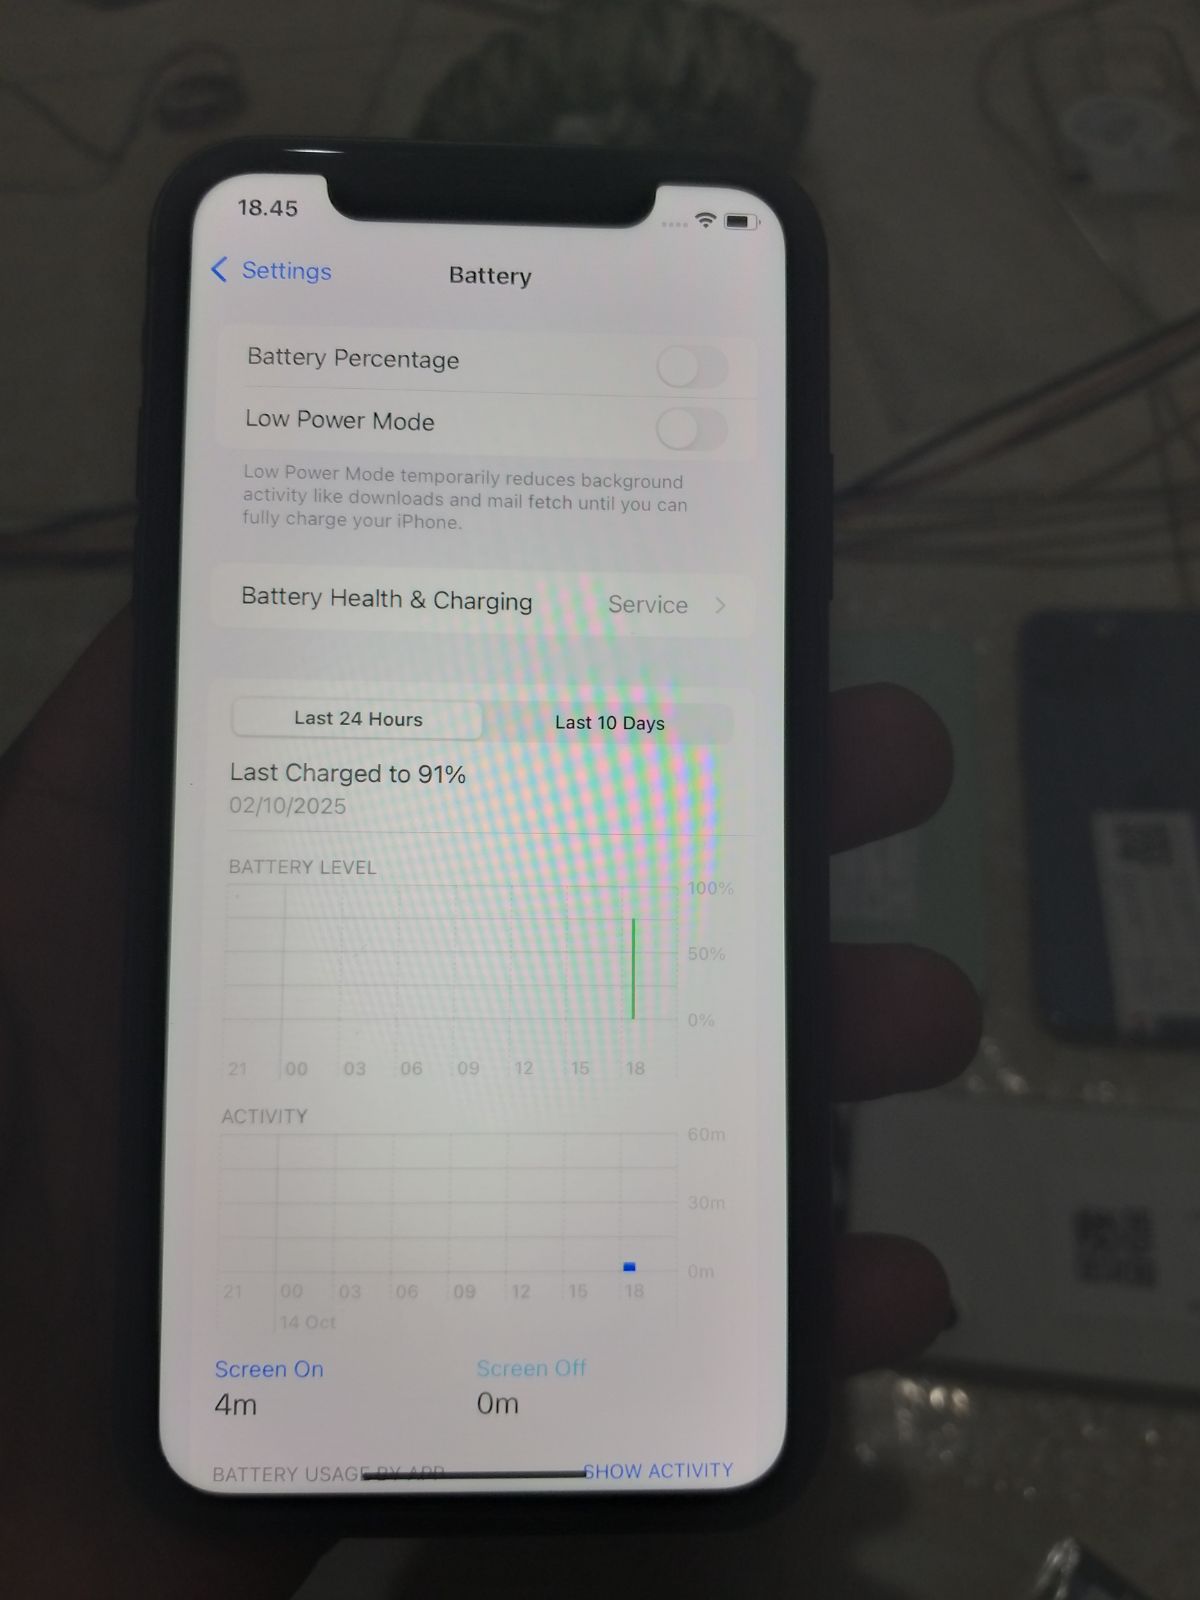 18.45
Settings
Battery
Battery Percentage
Low Power Mode
Low Power Mode temporarily reduces background
activity like downloads and mail fetch until you can
fully charge your iPhone.
Battery Health & Charging Service
Last 24 Hours Last 10 Days
Last Charged to 91%
02/10/2025
BATTERY LEVEL
100%
50%
0%
21 00 03 06 09 12 15 18
ACTIVITY
60m
30m
0m
21 00 03 06 09 12 15 18
14 Oct
Screen On Screen Off
4m 0m
BATTERY USAGE BY APP SHOW ACTIVITY